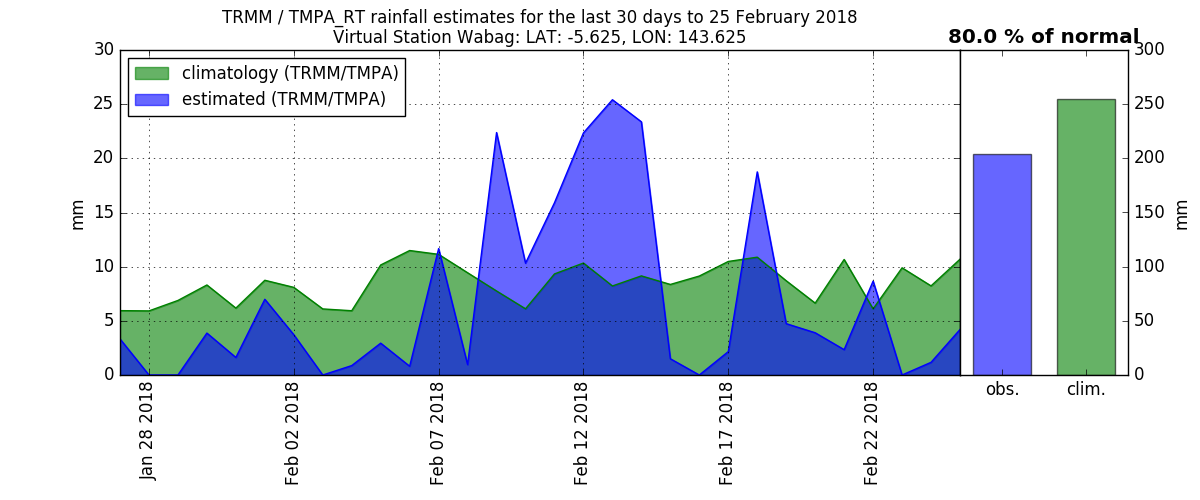 TRMM / TMPA_RT rainfall estimates for the last 30 days to 25 February 2018
Virtual Station Wabag: LAT: -5.625, LON: 143.625
80.0 % of normal
climatology (TRMM/TMPA)
estimated (TRMM/TMPA)
mm
30
25
20
15
10
5
0
Jan 28 2018
Feb 02 2018
Feb 07 2018
Feb 12 2018
Feb 17 2018
Feb 22 2018
obs.
clim.
300
250
200
150
100
50
0
mm